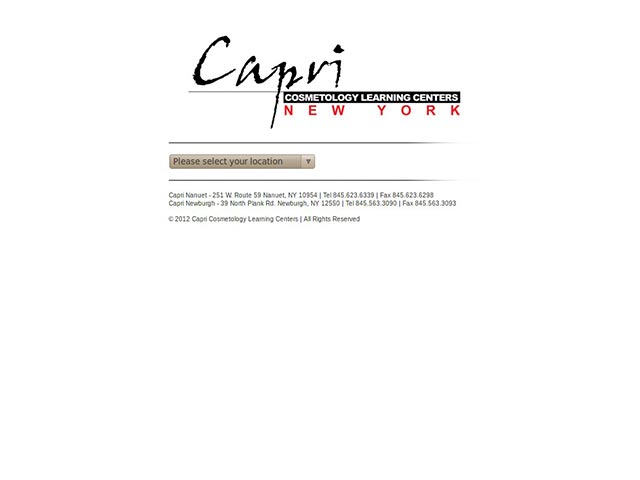 Capri
COSMETOLOGY LEARNING CENTERS
NEW YORK
Please select your location
Capri Nanuet - 251 W. Route 59 Nanuet, NY 10954 | Tel 845.623.6339 | Fax 845.623.6298
Capri Newburgh - 39 North Plank Rd. Newburgh, NY 12550 | Tel 845.563.3090 | Fax 845.563.3093
© 2012 Capri Cosmetology Learning Centers | All Rights Reserved